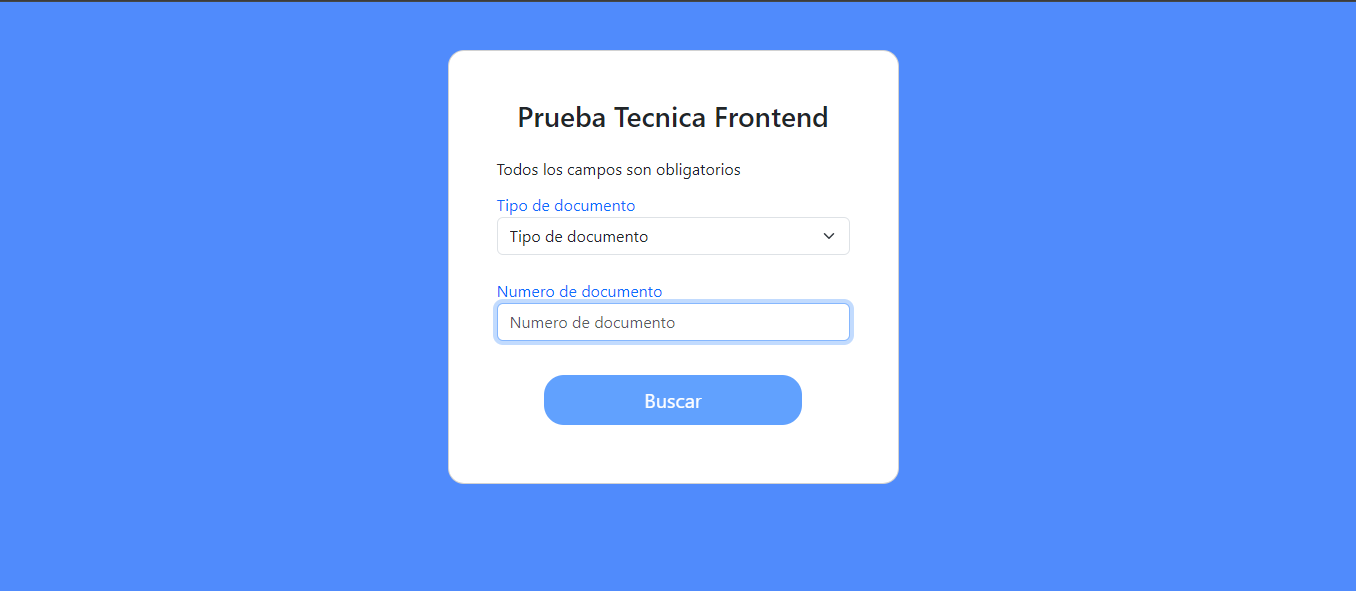 Prueba Tecnica Frontend
Todos los campos son obligatorios
Tipo de documento
Tipo de documento
Numero de documento
Numero de documento
Buscar